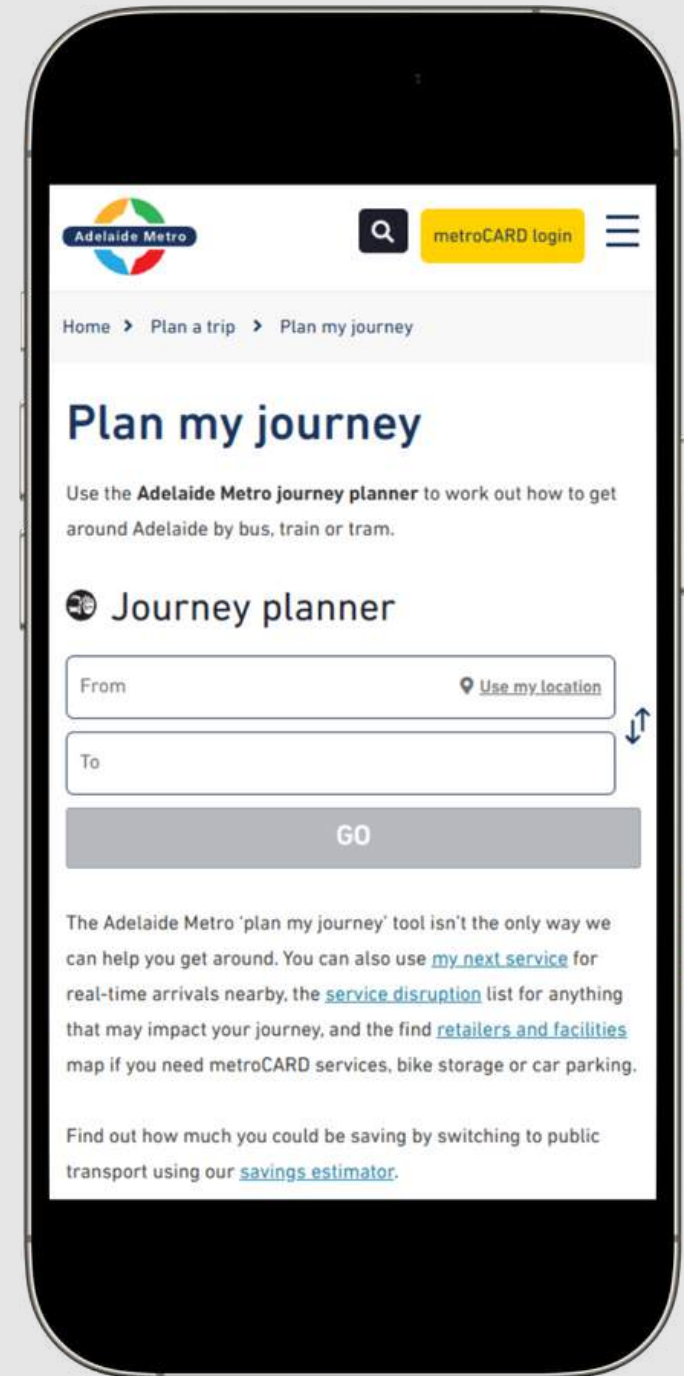 Adelaide Metro
metroCARD login
Home > Plan a trip > Plan my journey
Plan my journey
Use the Adelaide Metro journey planner to work out how to get
around Adelaide by bus, train or tram.
Journey planner
From Use my location
To
GO
The Adelaide Metro ‘plan my journey’ tool isn’t the only way we
can help you get around. You can also use my next service for
real-time arrivals nearby, the service disruption list for anything
that may impact your journey, and the find retailers and facilities
map if you need metroCARD services, bike storage or car parking.
Find out how much you could be saving by switching to public
transport using our savings estimator.